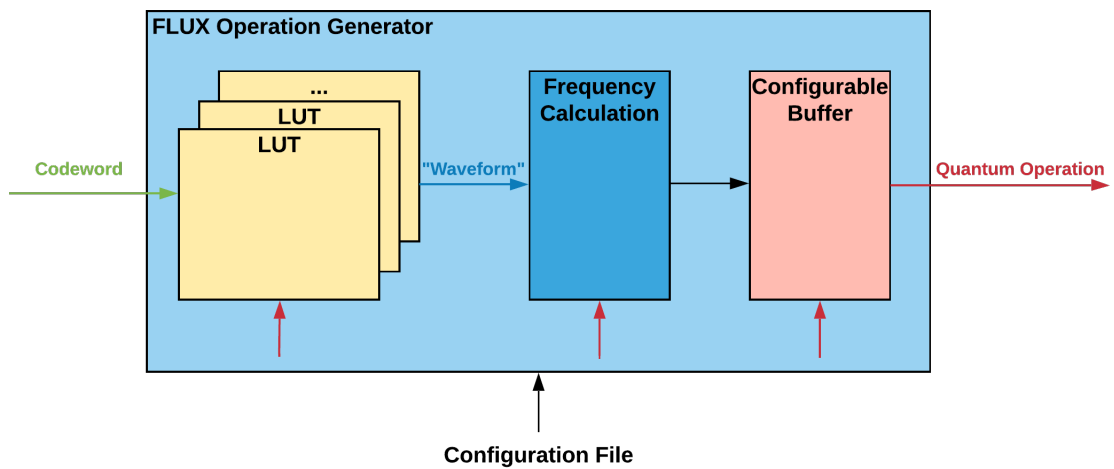 FLUX Operation Generator
...
LUT
LUT
Frequency
Calculation
Configurable
Buffer
Codeword
"Waveform"
Quantum Operation
Configuration File